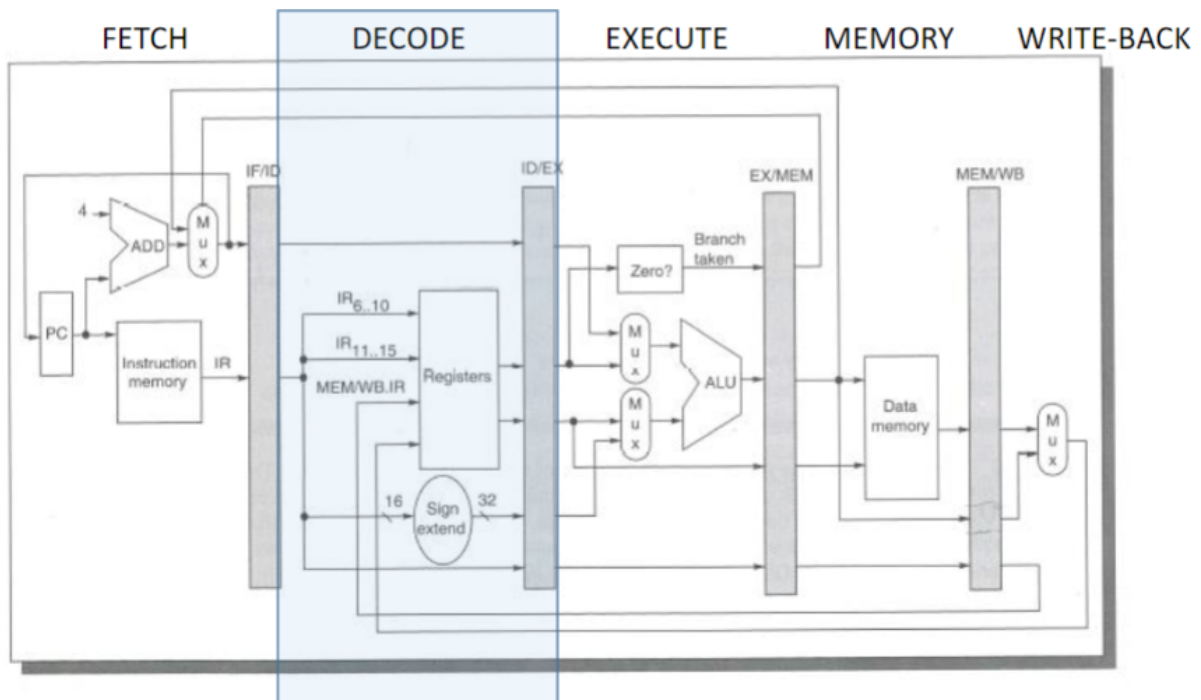 FETCH
DECODE
EXECUTE
MEMORY
WRITE-BACK
IF/ID
ID/EX
EX/MEM
MEM/WB
4
ADD
M
u
x
PC
Instruction
memory
IR
IR6..10
IR11..15
MEM/WB.IR
Registers
16
Sign
extend
32
Zero?
Branch
taken
M
u
x
M
u
x
ALU
Data
memory
M
u
x